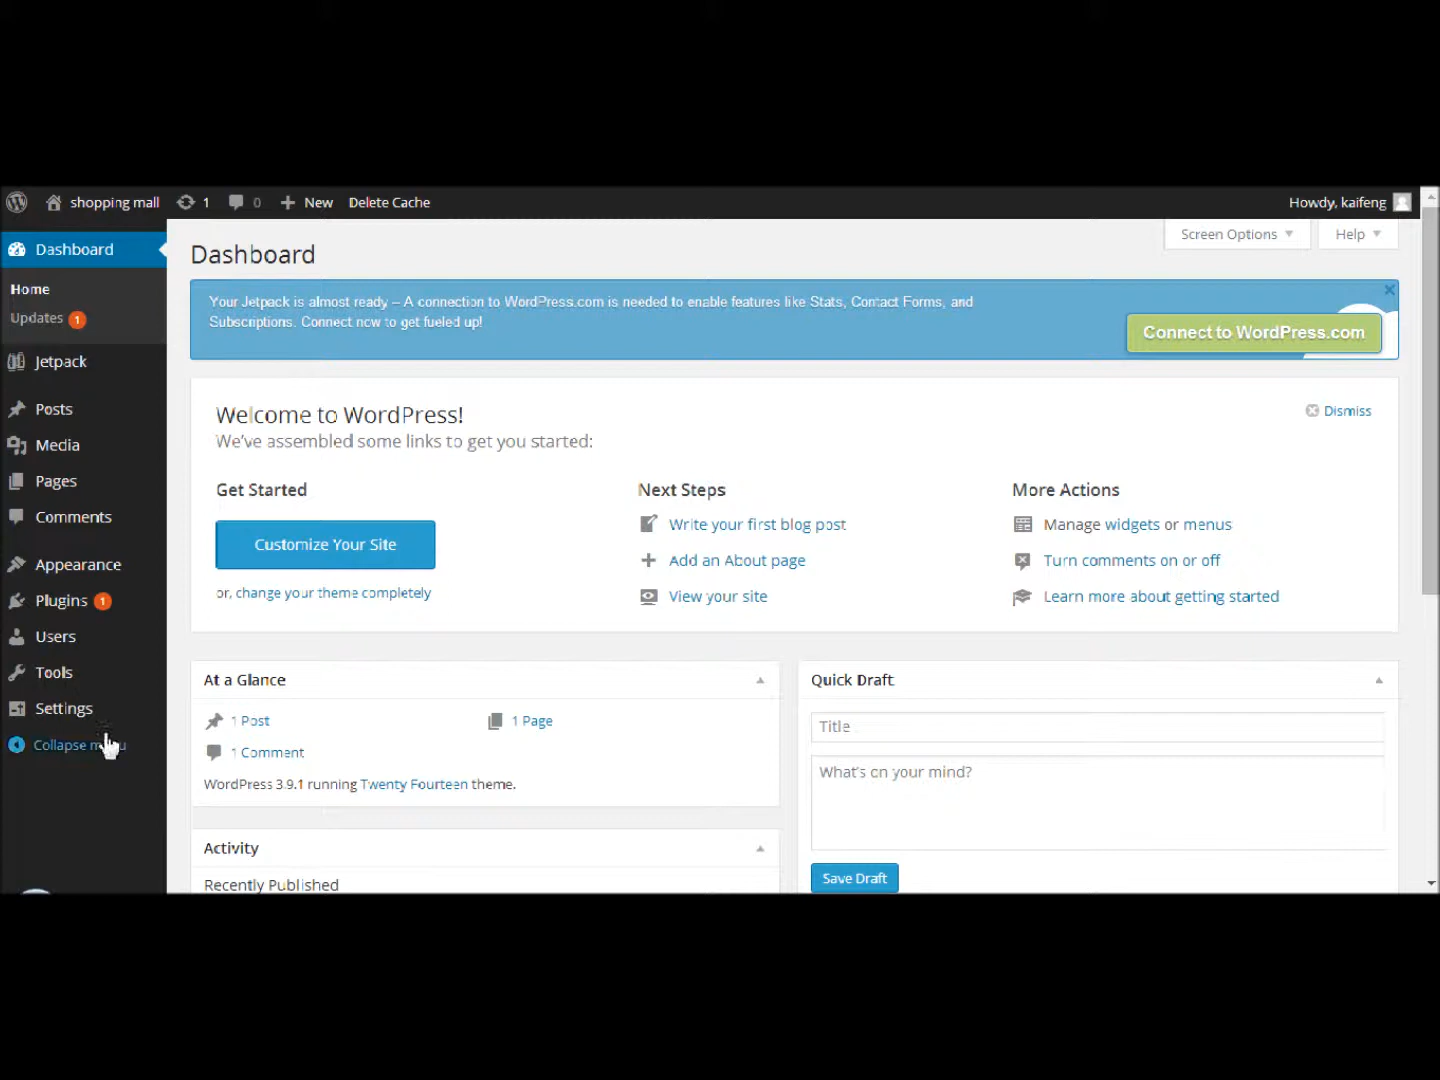 shopping mall 1 0 New Delete Cache Howdy, kaifeng
Screen Options Help
Dashboard
Home
Updates 1
Jetpack
Posts
Media
Pages
Comments
Appearance
Plugins 1
Users
Tools
Settings
Collapse menu
Dashboard
Your Jetpack is almost ready – A connection to WordPress.com is needed to enable features like Stats, Contact Forms, and
Subscriptions. Connect now to get fueled up!
Connect to WordPress.com
Welcome to WordPress!
Dismiss
We've assembled some links to get you started:
Get Started
Customize Your Site
or, change your theme completely
Next Steps
Write your first blog post
Add an About page
View your site
More Actions
Manage widgets or menus
Turn comments on or off
Learn more about getting started
At a Glance
1 Post
1 Page
1 Comment
WordPress 3.9.1 running Twenty Fourteen theme.
Activity
Recently Published
Quick Draft
Title
What's on your mind?
Save Draft